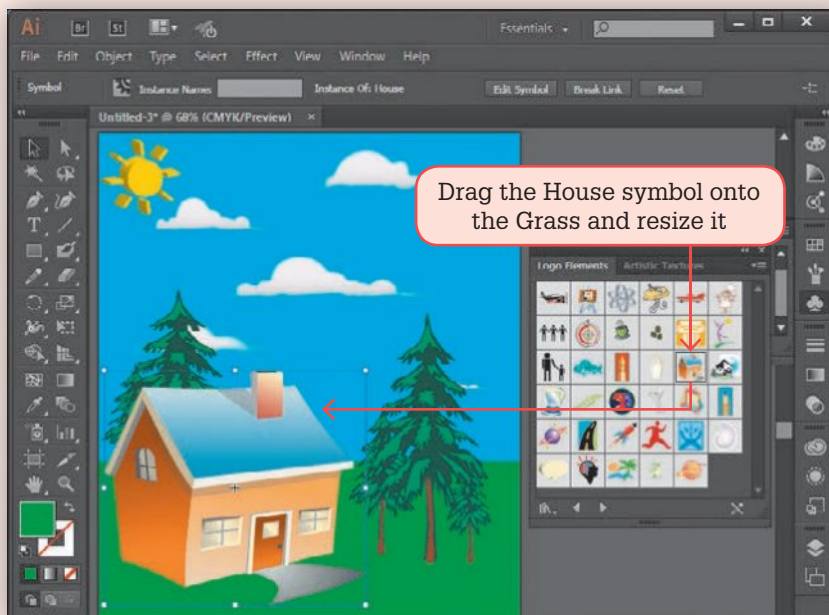 Ai Br St Essentials
File Edit Object Type Select Effect View Window Help
Symbol Instance Name: Instance Of: House Edit Symbol Break Link Reset
Untitled-3* @ 68% (CMYK/Preview) ×
Drag the House symbol onto
the Grass and resize it
Logo Elements Artistic Textures
T